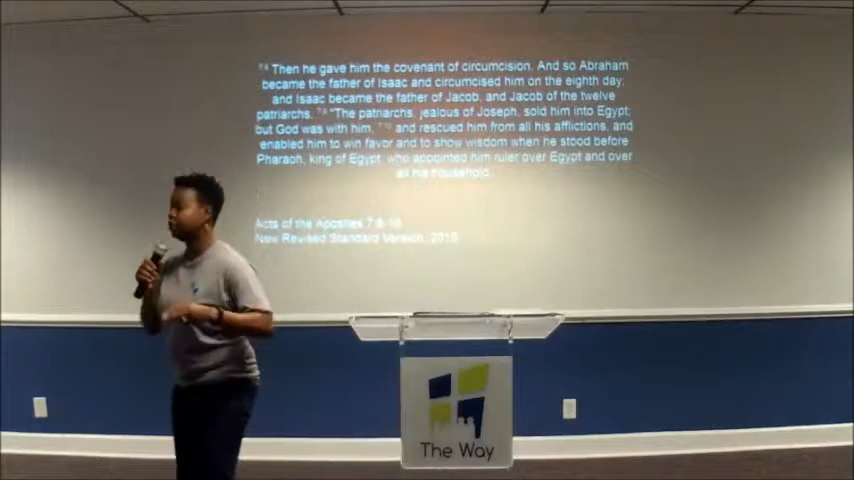 7:8 Then he gave him the covenant of circumcision. And so Abraham
became the father of Isaac and circumcised him on the eighth day;
and Isaac became the father of Jacob, and Jacob of the twelve
patriarchs. 7:9 "The patriarchs, jealous of Joseph, sold him into Egypt;
but God was with him, 7:10 and rescued him from all his afflictions, and
enabled him to win favor and to show wisdom when he stood before
Pharaoh, king of Egypt, who appointed him ruler over Egypt and over
all his household.
Acts of the Apostles 7:8-10
New Revised Standard Version, 2015
The Way